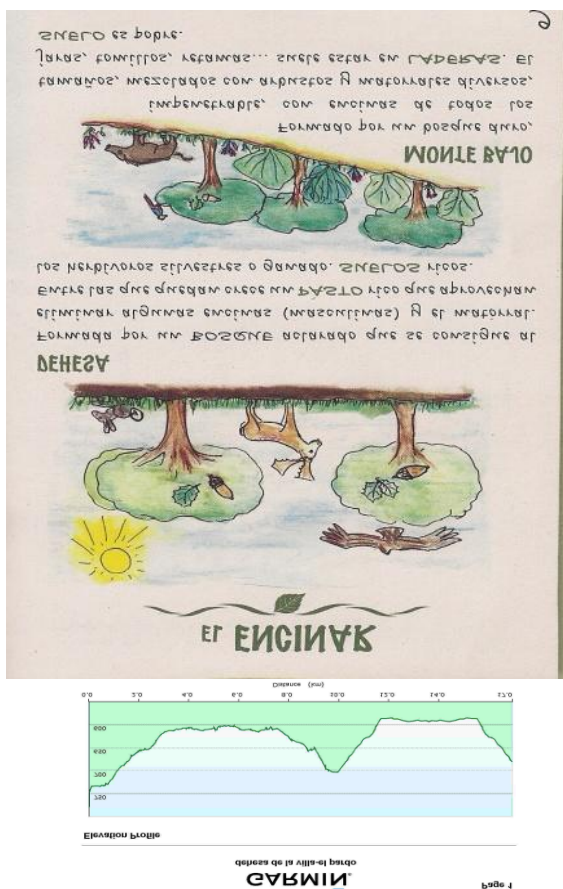 Page 1
GARMIN
dehesa de la villa-el pardo
Elevation Profile
750
700
650
600
0.0 2.0 4.0 6.0 8.0 10.0 12.0 14.0 17.0
Distance (km)
EL ENCINAR
DEHESA
Formada por un BOSQUE aclarado que se consigue al
eliminar algunas encinas (masculinas) y el matorral.
Entre las que quedan crece un PASTO rico que aprovechan
los herbívoros silvestres o ganado. SUELOS ricos.
MONTE BAJO
Formado por un bosque duro,
impenetrable, con encinas de todos los
tamaños, mezclados con arbustos y matorrales diversos,
jaras, tomillos, retamas... suele estar en LADERAS. El
SUELO es pobre.